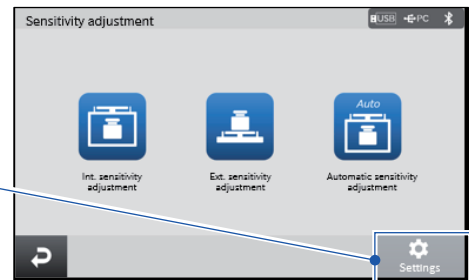 Sensitivity adjustment
USB PC
Auto
Int. sensitivity
adjustment
Ext. sensitivity
adjustment
Automatic sensitivity
adjustment
Settings